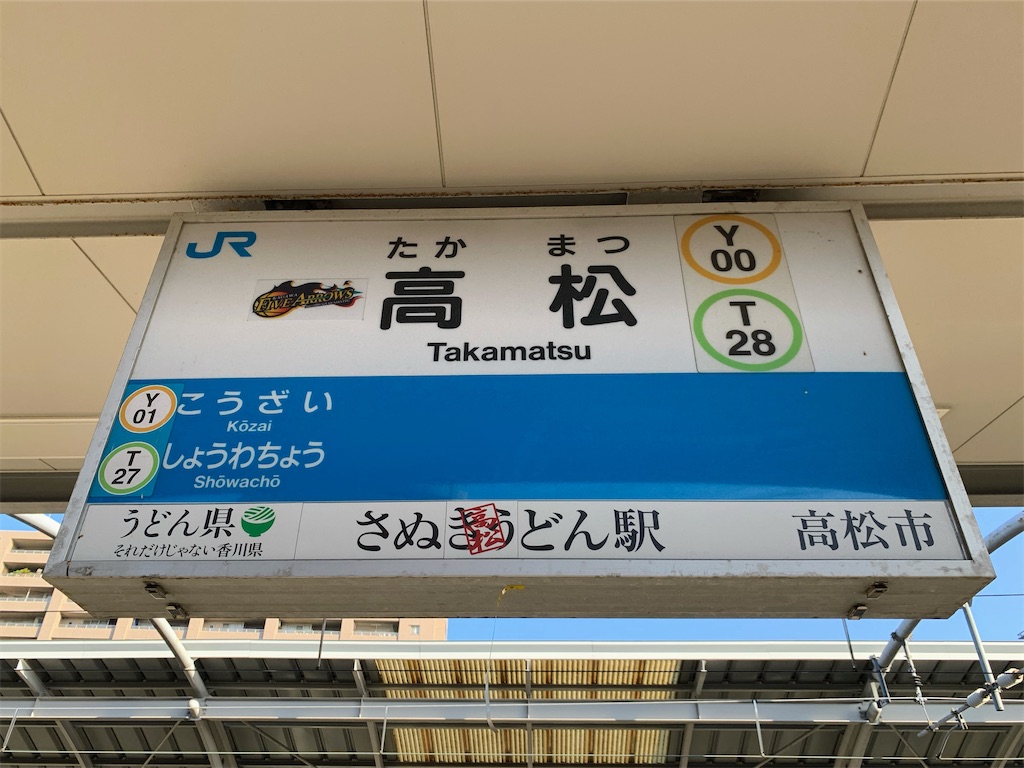 JR
たかまつ
FIVE ARROWS
高松
Takamatsu
Y
00
T
28
Y
01
こうざい
Kōzai
T
27
しょうわちょう
Shōwachō
うどん県
それだけじゃない香川県
さぬきうどん駅
高松
高松市